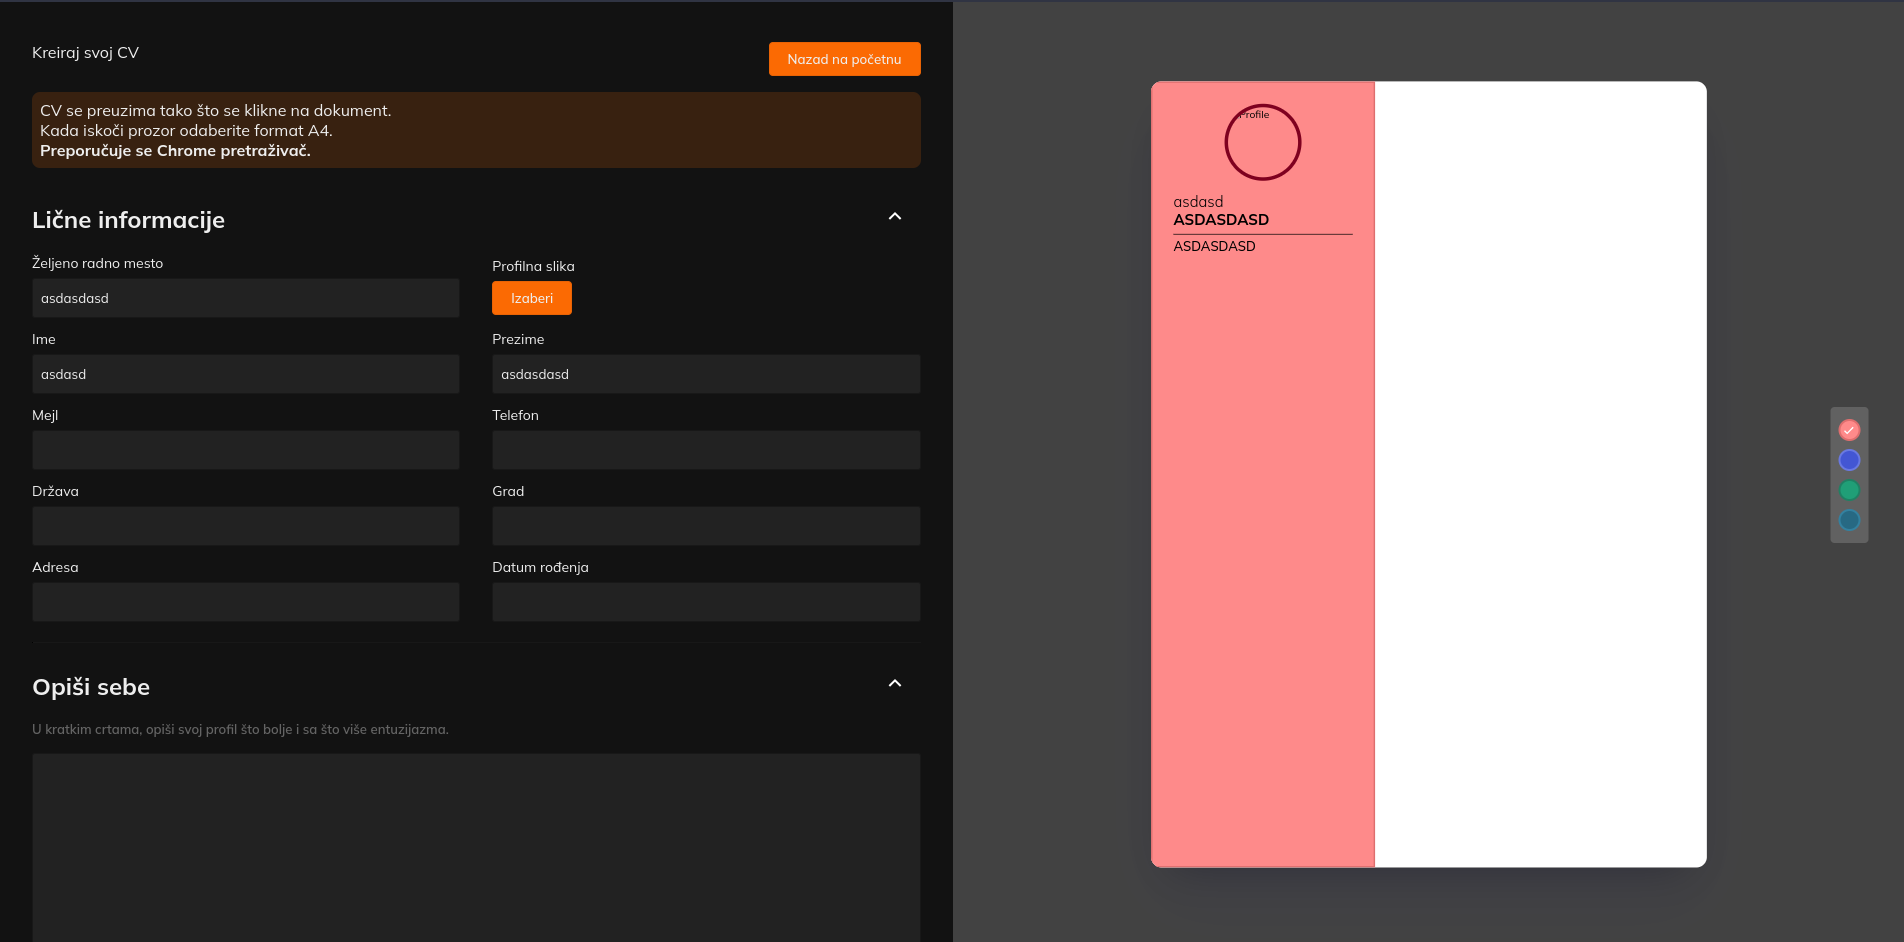 Kreiraj svoj CV
Nazad na početnu
CV se preuzima tako što se klikne na dokument.
Kada iskoči prozor odaberite format A4.
Preporučuje se Chrome pretraživač.
Lične informacije
Željeno radno mesto
asdasdasd
Profilna slika
Izaberi
Ime
asdasd
Prezime
asdasdasd
Mejl
Telefon
Država
Grad
Adresa
Datum rođenja
Opiši sebe
U kratkim crtama, opiši svoj profil što bolje i sa što više entuzijazma.
Profile
asdasd
ASDASDASD
ASDASDASD